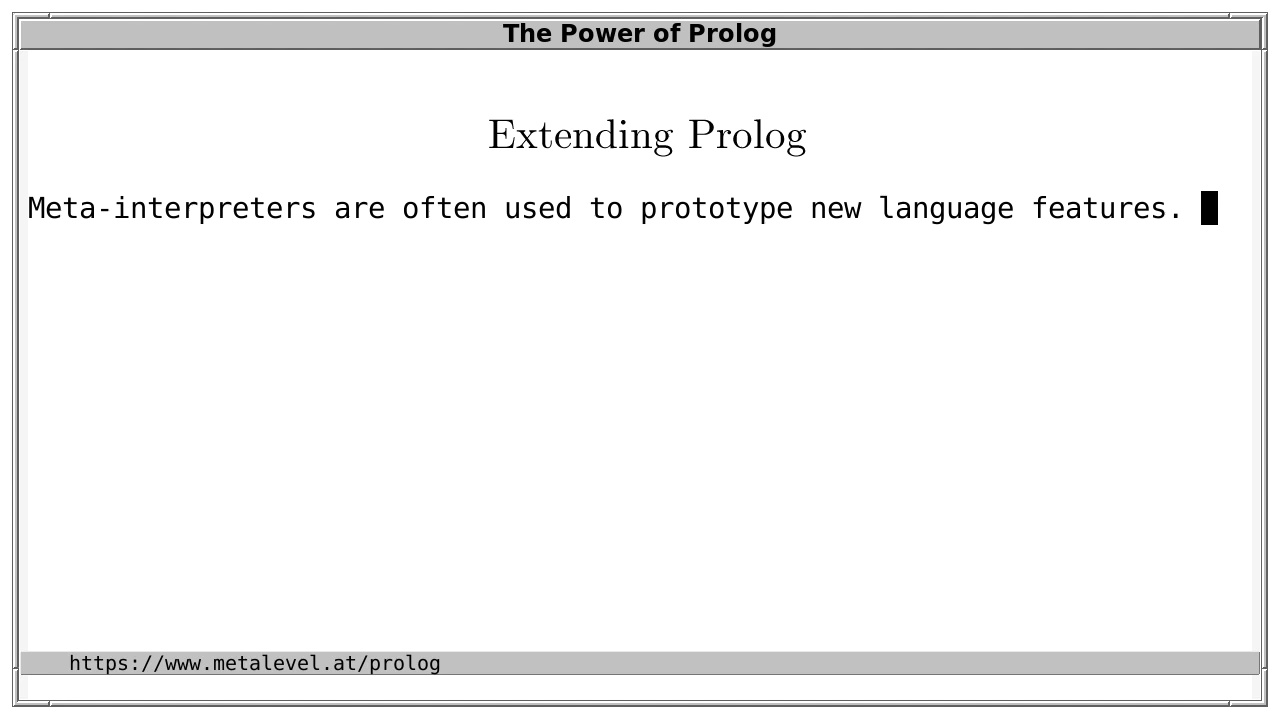 The Power of Prolog
Extending Prolog
Meta-interpreters are often used to prototype new language features.
https://www.metalevel.at/prolog